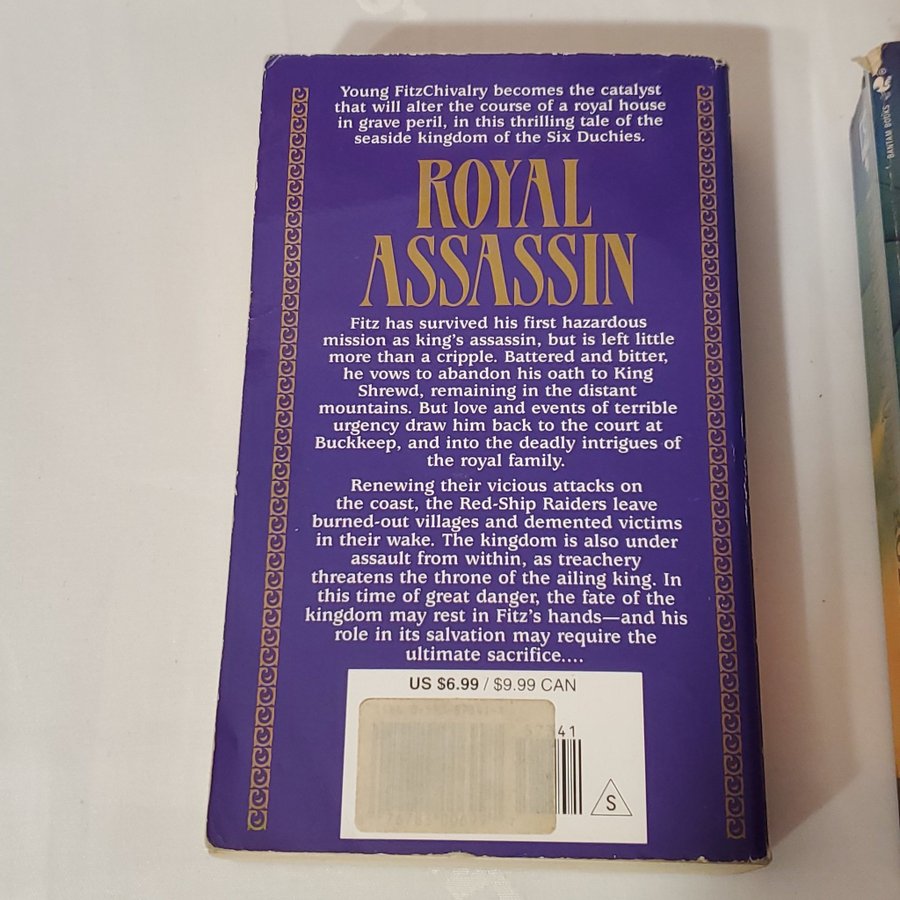 Young FitzChivalry becomes the catalyst
that will alter the course of a royal house
in grave peril, in this thrilling tale of the
seaside kingdom of the Six Duchies.
ROYAL
ASSASSIN
Fitz has survived his first hazardous
mission as king's assassin, but is left little
more than a cripple. Battered and bitter,
he vows to abandon his oath to King
Shrewd, remaining in the distant
mountains. But love and events of terrible
urgency draw him back to the court at
Buckkeep, and into the deadly intrigues of
the royal family.
Renewing their vicious attacks on
the coast, the Red-Ship Raiders leave
burned-out villages and demented victims
in their wake. The kingdom is also under
assault from within, as treachery
threatens the throne of the ailing king. In
this time of great danger, the fate of the
kingdom may rest in Fitz's hands—and his
role in its salvation may require the
ultimate sacrifice....
US $6.99 / $9.99 CAN
41
S
BANTAM BOOKS